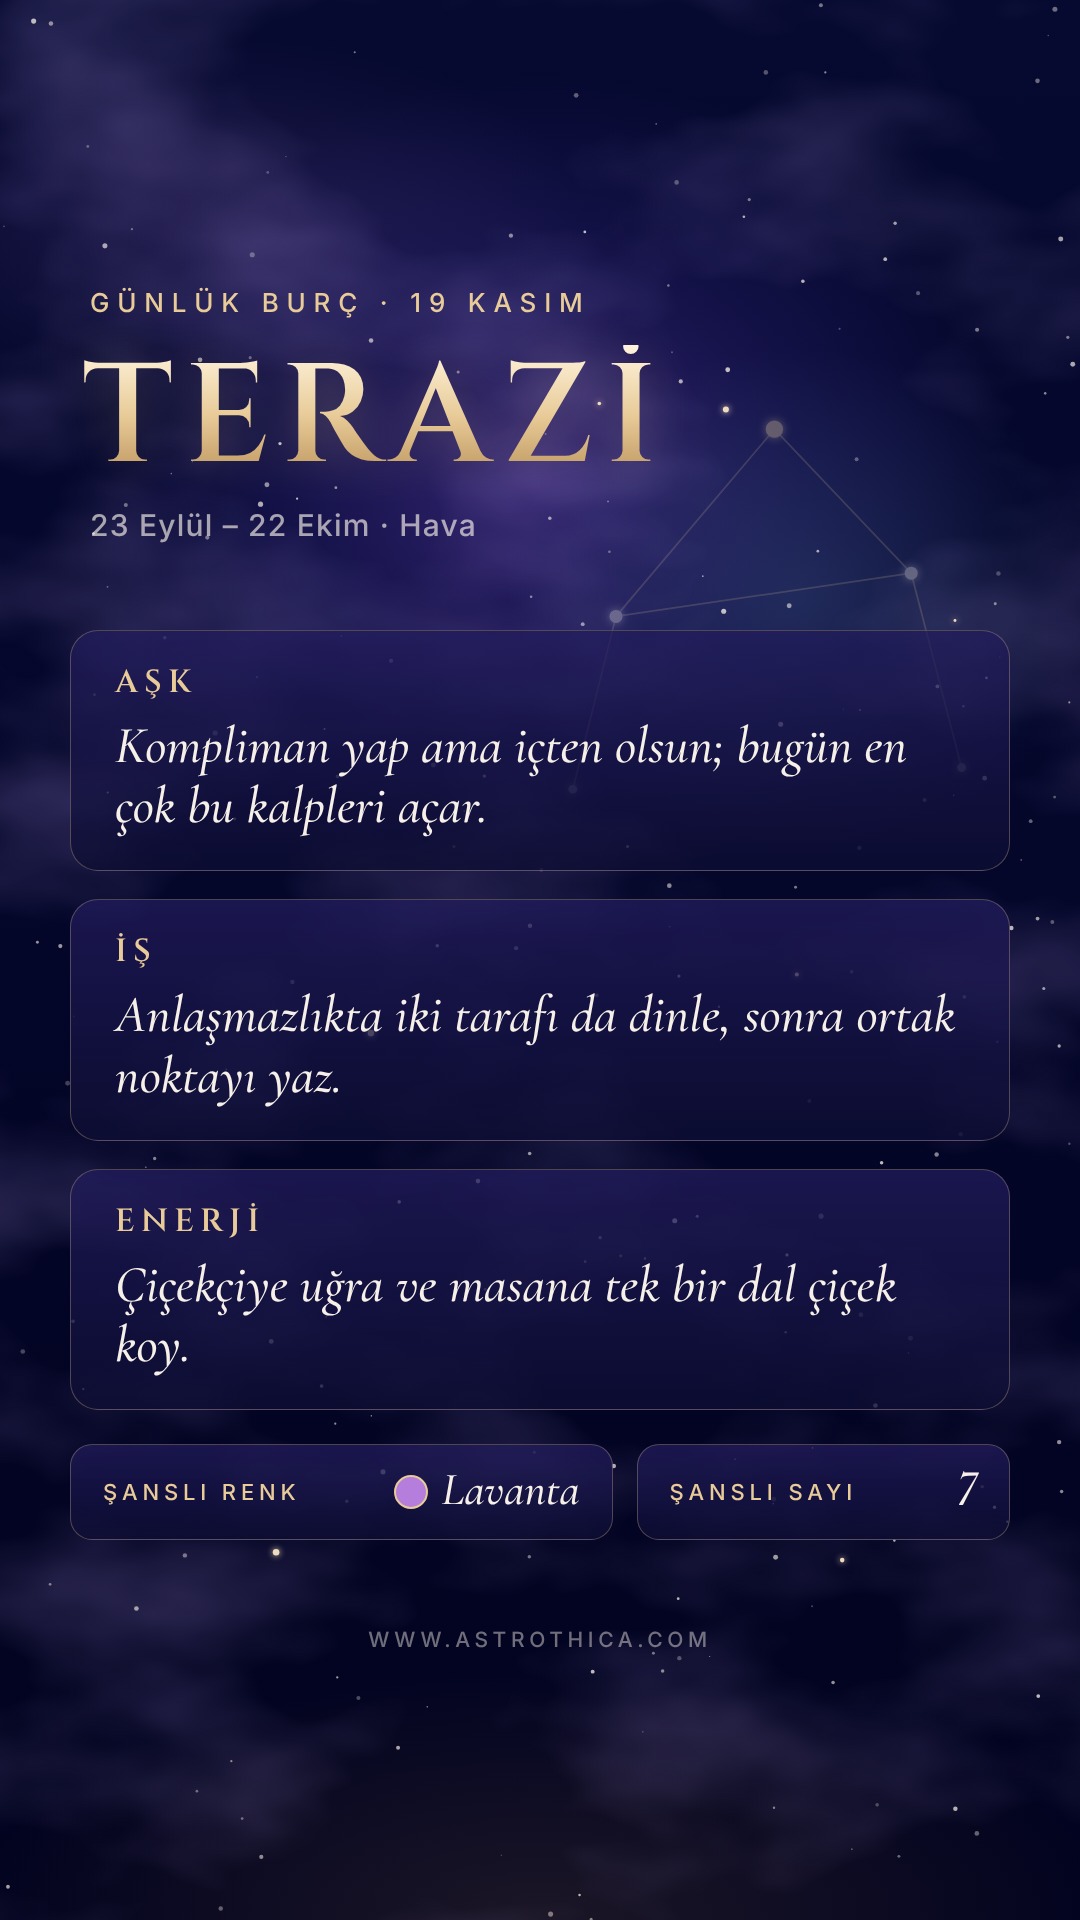 GÜNLÜK BURÇ · 19 KASIM
TERAZİ
23 Eylül – 22 Ekim · Hava
AŞK
Kompliman yap ama içten olsun; bugün en
çok bu kalpleri açar.
İŞ
Anlaşmazlıkta iki tarafı da dinle, sonra ortak
noktayı yaz.
ENERJİ
Çiçekçiye uğra ve masana tek bir dal çiçek
koy.
ŞANSLI RENK Lavanta
ŞANSLI SAYI 7
WWW.ASTROTHICA.COM